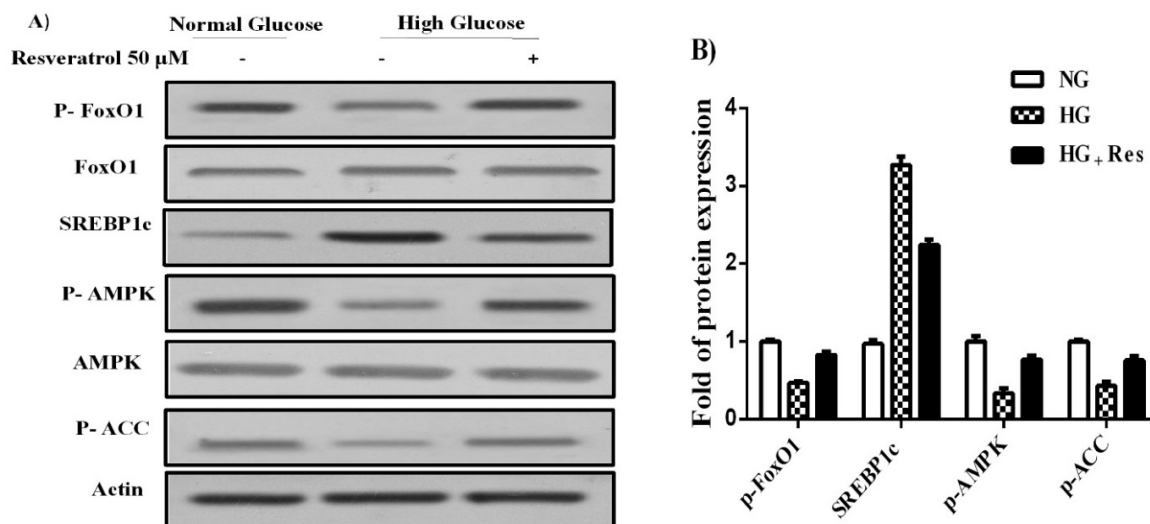 A)
Normal Glucose High Glucose
Resveratrol 50 μM - - +
P- FoxO1
FoxO1
SREBP1c
P- AMPK
AMPK
P- ACC
Actin
B)
NG
HG
HG+Res
Fold of protein expression
4
3
2
1
0
p-FoxO1
SREBP1c
p-AMPK
p-ACC